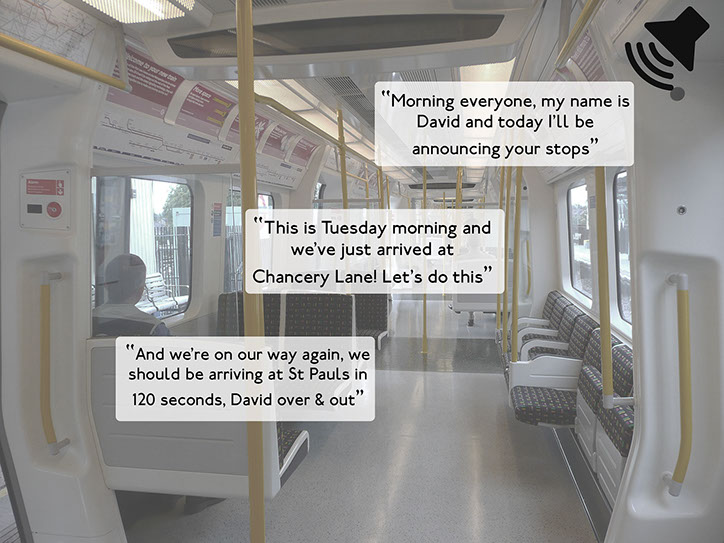 "Morning everyone, my name is
David and today I'll be
announcing your stops"
"This is Tuesday morning and
we've just arrived at
Chancery Lane! Let's do this"
"And we're on our way again, we
should be arriving at St Pauls in
120 seconds, David over & out"